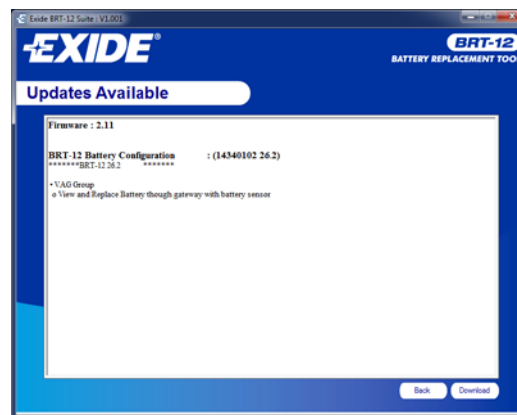 Exide BRT-12 Suite : V1.001
EXIDE®
BRT-12
BATTERY REPLACEMENT TOO
Updates Available
Firmware : 2.11
BRT-12 Battery Configuration : (14340102 26.2)
*******BRT-12 26.2 *******
• VAG Group
o View and Replace Battery though gateway with battery sensor
Back Download